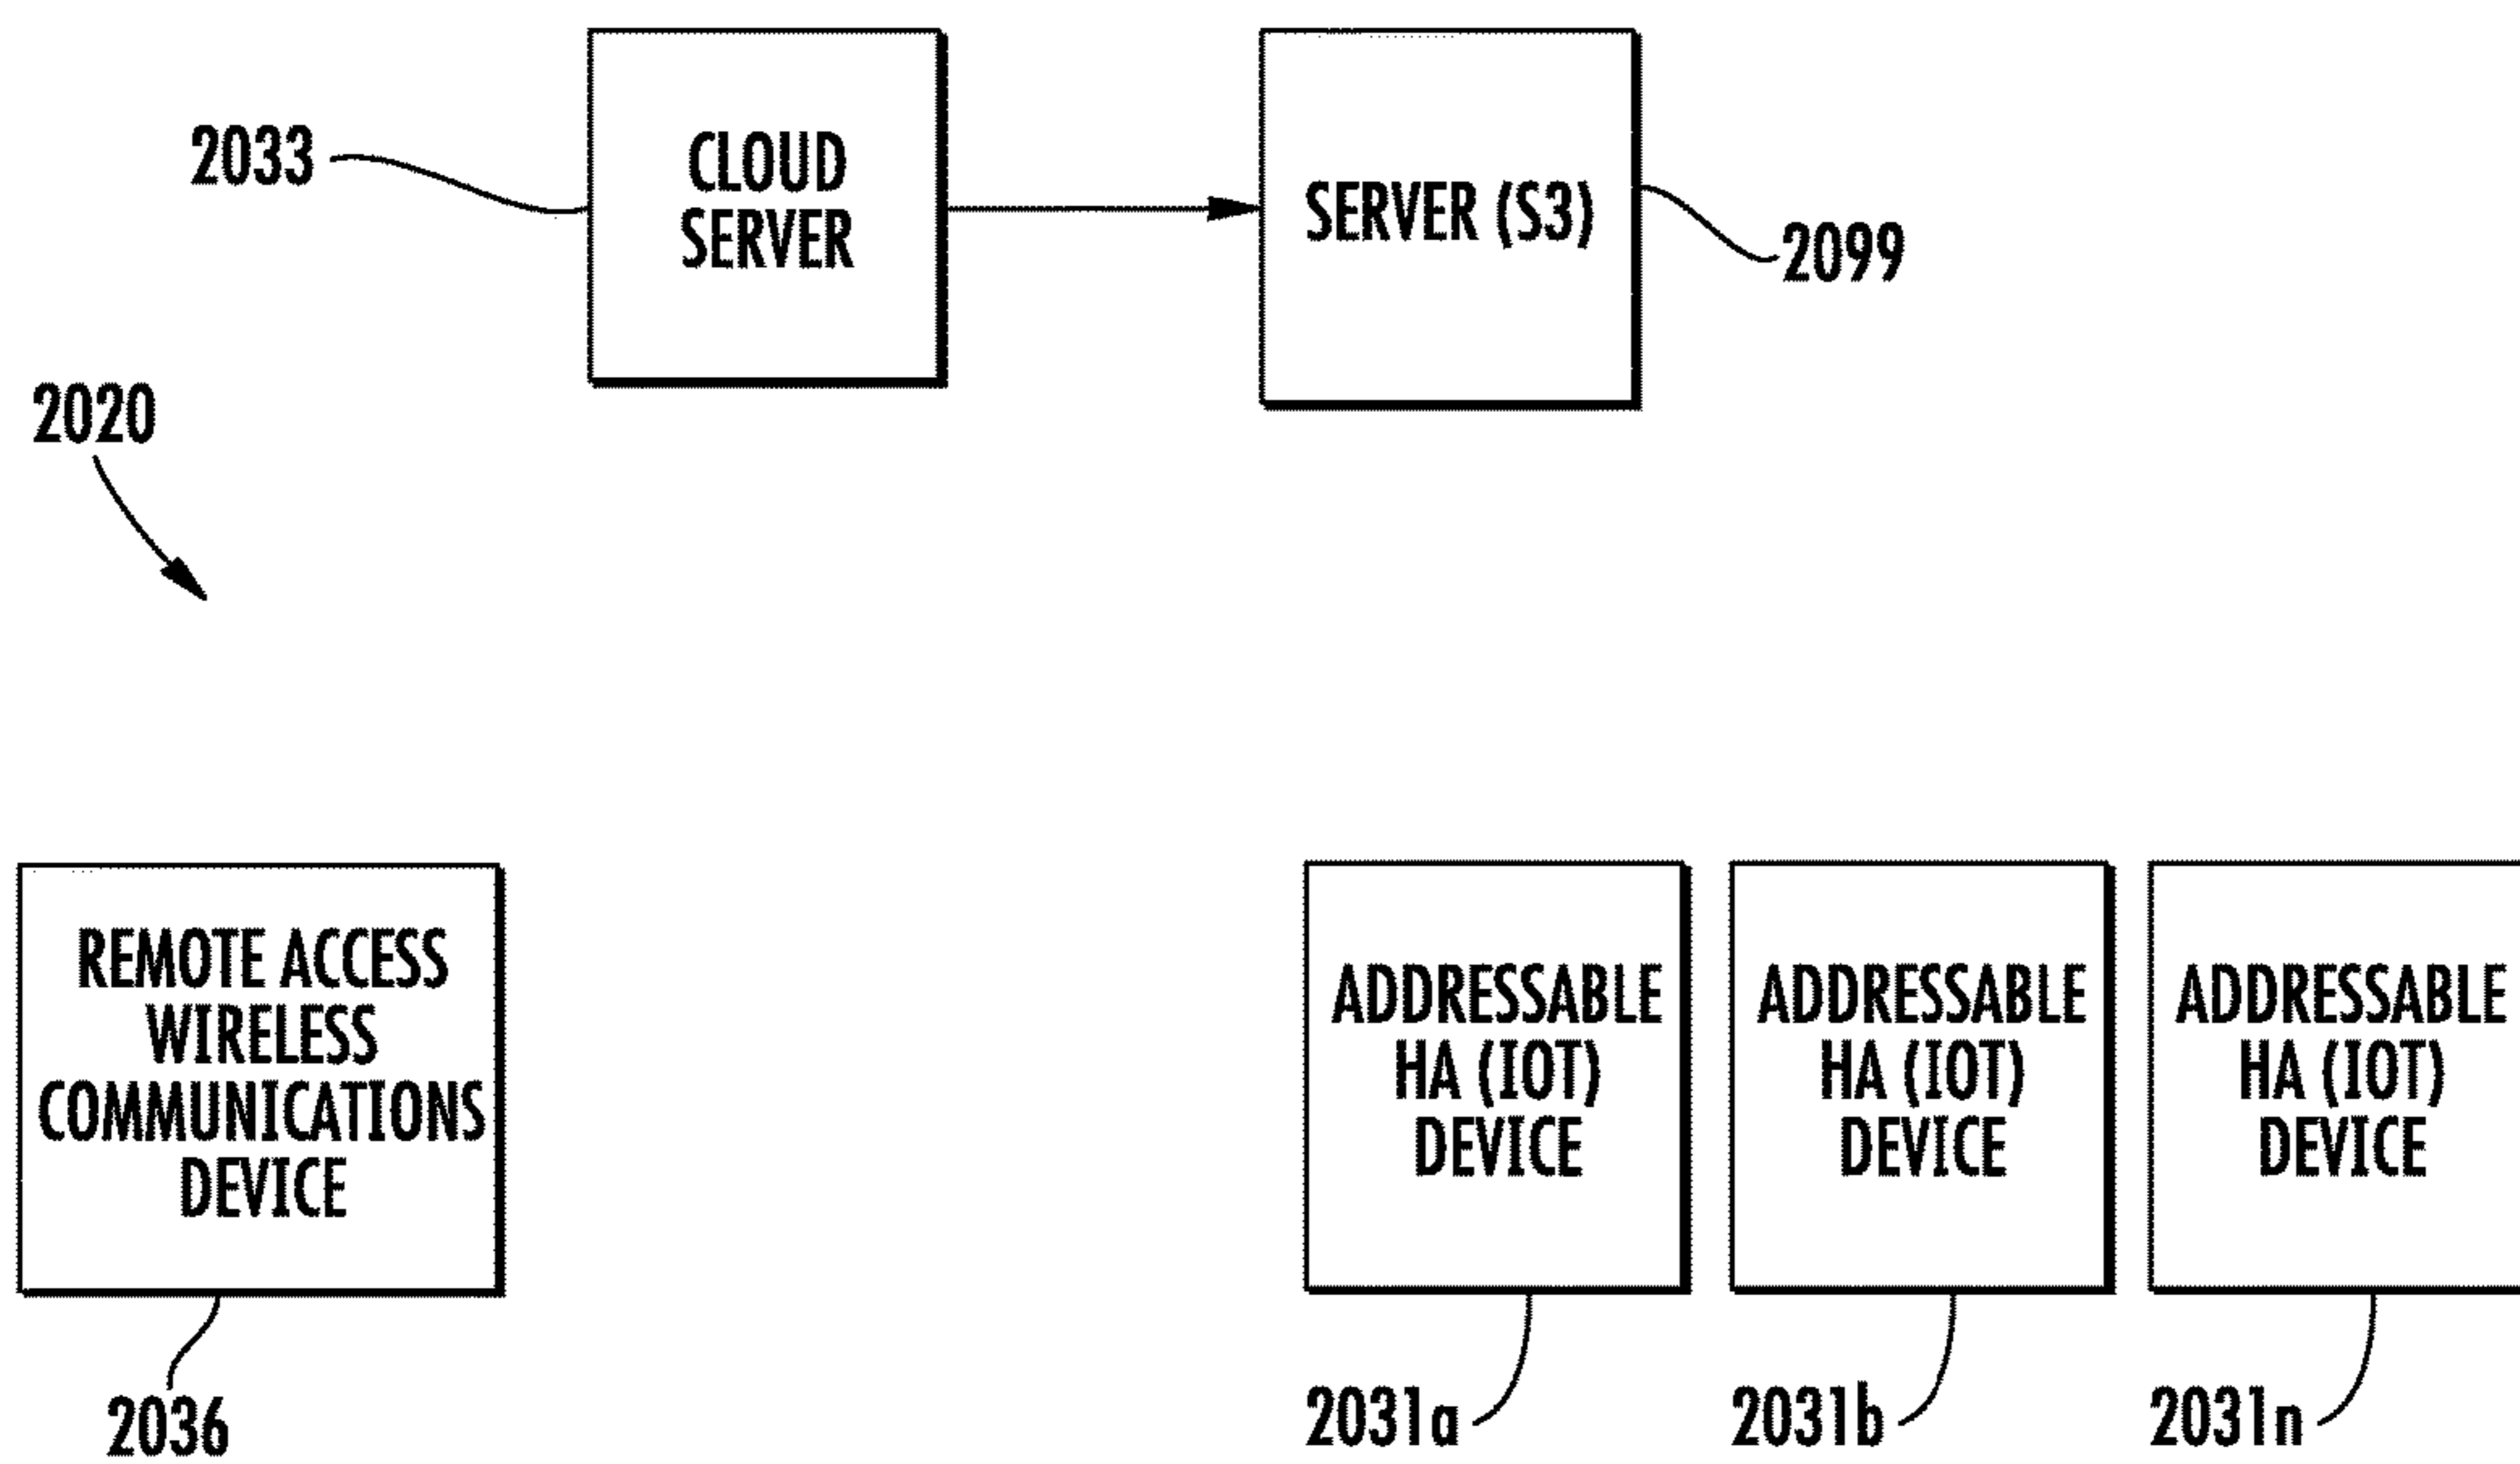 2033
CLOUD
SERVER
SERVER (S3)
2099
2020
REMOTE ACCESS
WIRELESS
COMMUNICATIONS
DEVICE
2036
ADDRESSABLE
HA (IOT)
DEVICE
2031a
ADDRESSABLE
HA (IOT)
DEVICE
2031b
ADDRESSABLE
HA (IOT)
DEVICE
2031n